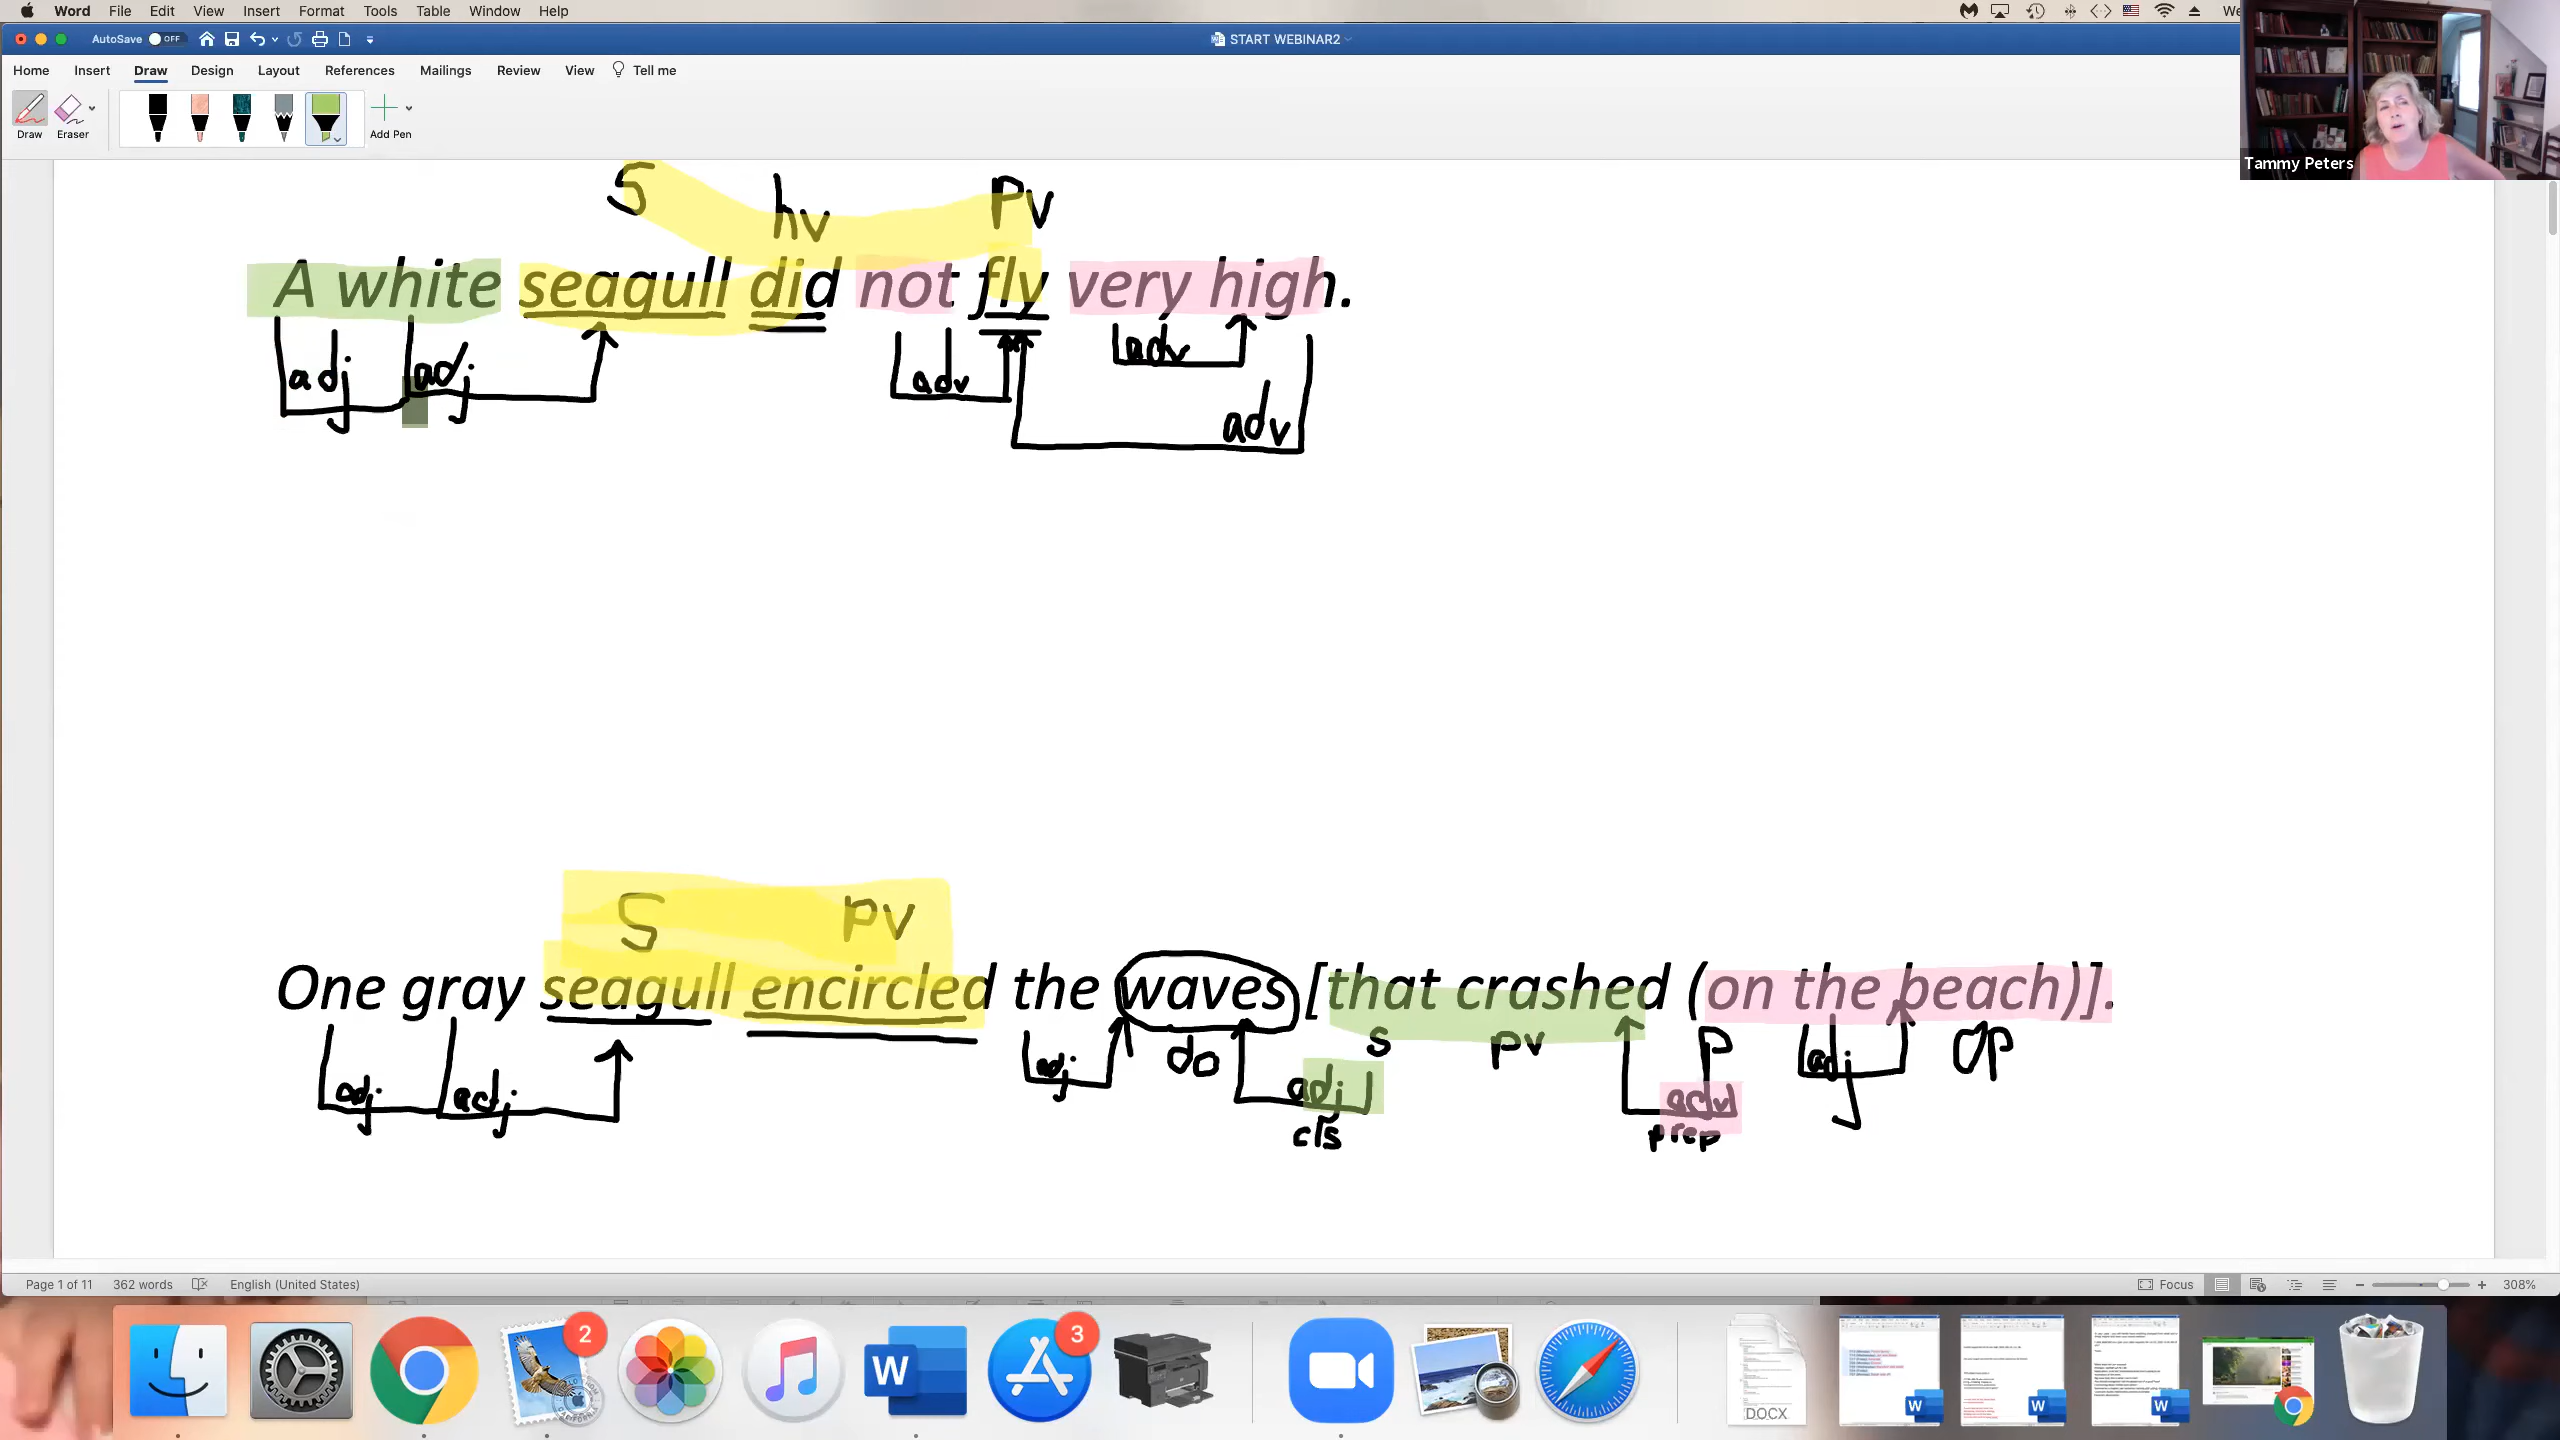 Word File Edit View Insert Format Tools Table Window Help We
AutoSave OFF START WEBINAR2
Home Insert Draw Design Layout References Mailings Review View Tell me
Draw Eraser Add Pen
Tammy Peters
S hv Pv
A white seagull did not fly very high.
adj adj adv adv
adv
S pv
One gray seagull encircled the waves [that crashed (on the beach)].
adj adj adj do adj s pv adv P adj OP
cls prep
Page 1 of 11 362 words English (United States) Focus 308%
2 3
W DOCX W W W